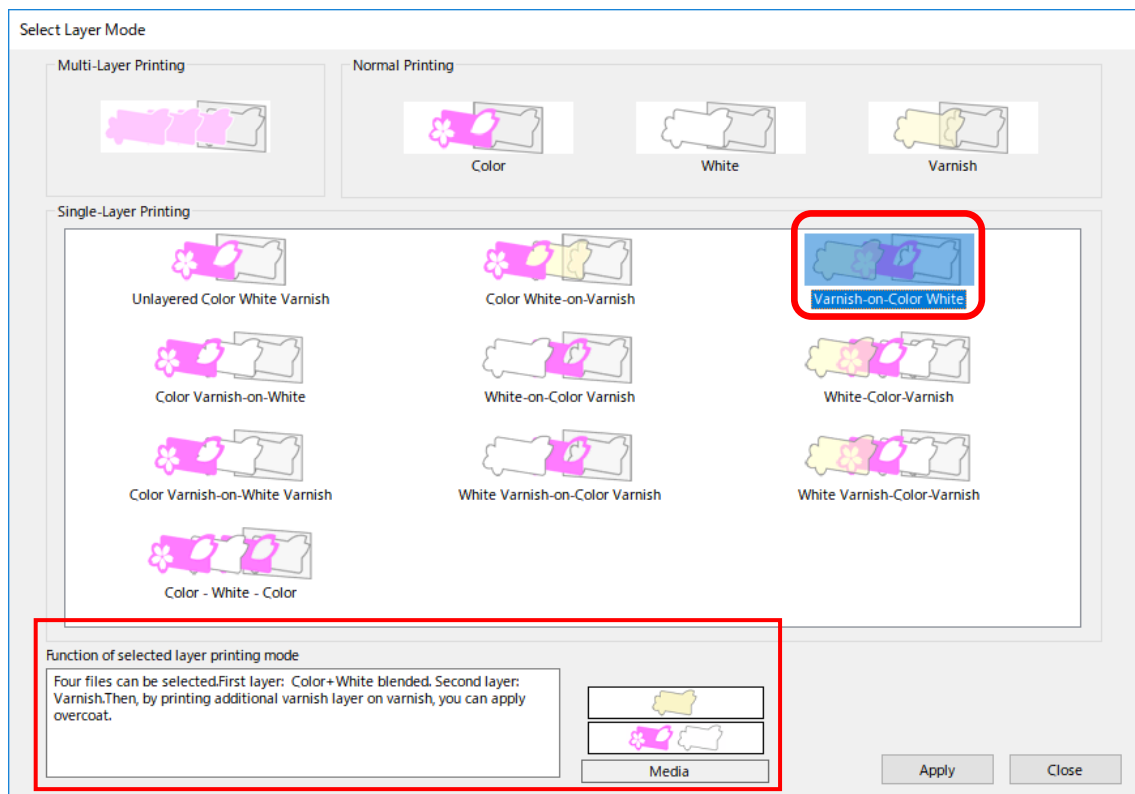 Select Layer Mode
Multi-Layer Printing
Normal Printing
Color
White
Varnish
Single-Layer Printing
Unlayered Color White Varnish
Color White-on-Varnish
Varnish-on-Color White
Color Varnish-on-White
White-on-Color Varnish
White-Color-Varnish
Color Varnish-on-White Varnish
White Varnish-on-Color Varnish
White Varnish-Color-Varnish
Color - White - Color
Function of selected layer printing mode
Four files can be selected.First layer:  Color+White blended. Second layer:
Varnish.Then, by printing additional varnish layer on varnish, you can apply
overcoat.
Media
Apply
Close